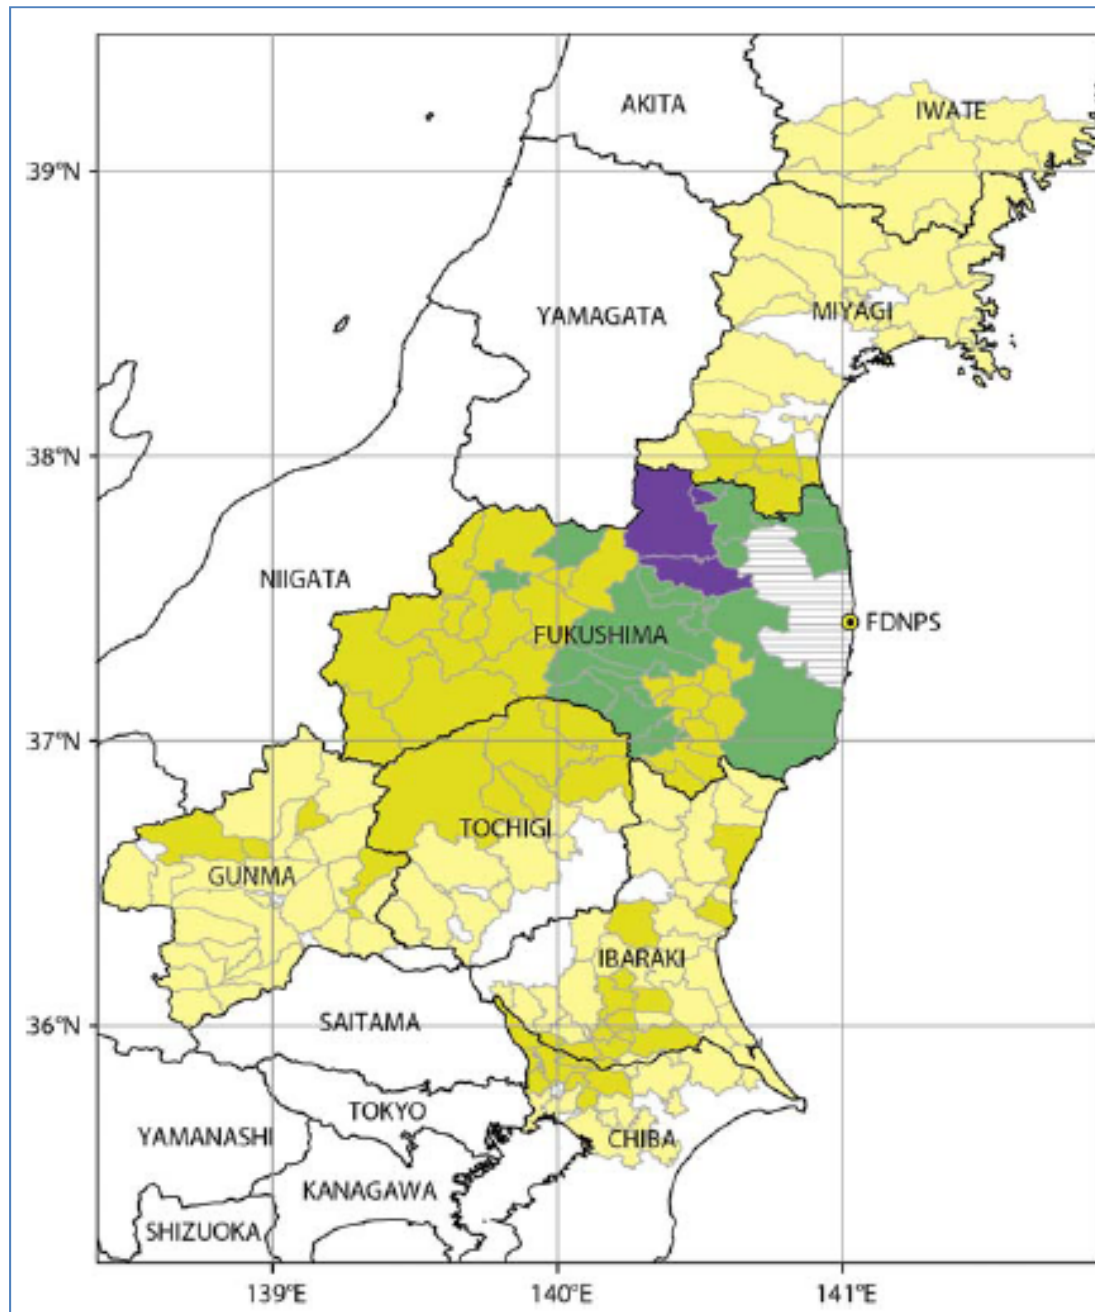 AKITA
IWATE
39°N
YAMAGATA
MIYAGI
38°N
NIIGATA
FUKUSHIMA
FDNPS
37°N
TOCHIGI
GUNMA
IBARAKI
36°N
SAITAMA
TOKYO
YAMANASHI
CHIBA
KANAGAWA
SHIZUOKA
139°E
140°E
141°E